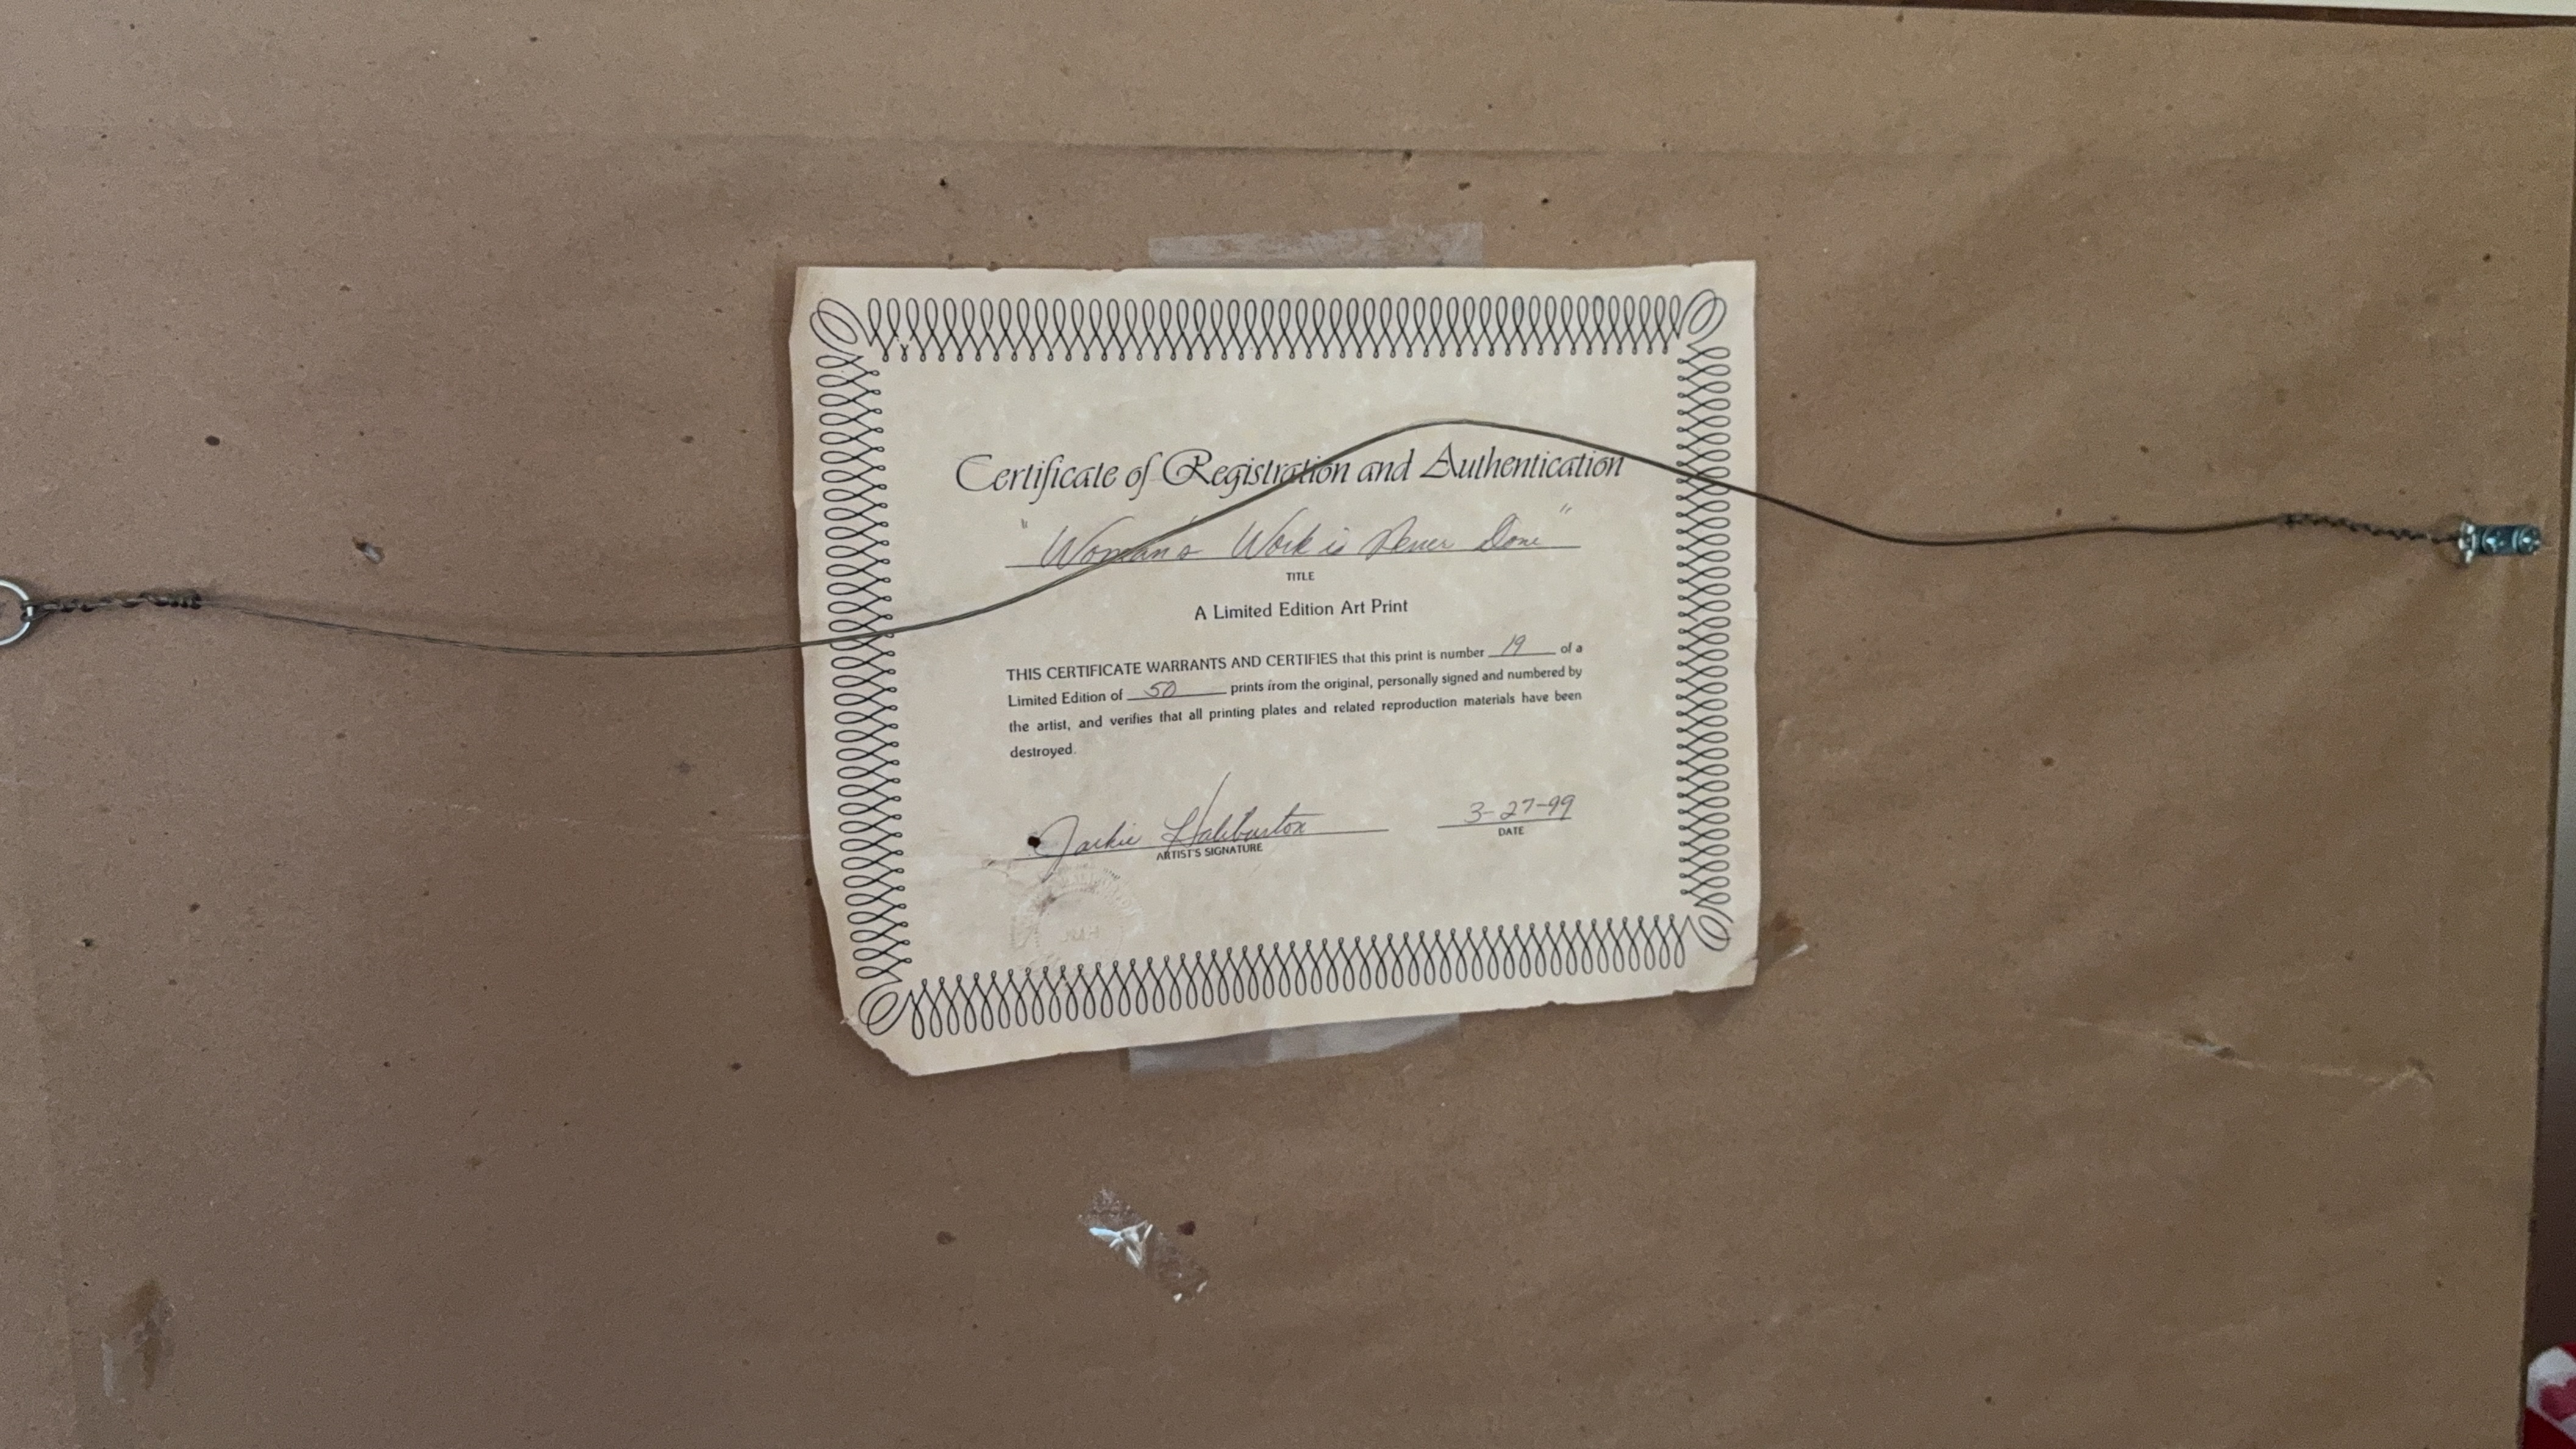 Certificate of Registration and Authentication
"Woman's Work is Never Done"
TITLE
A Limited Edition Art Print
THIS CERTIFICATE WARRANTS AND CERTIFIES that this print is number 19 of a
Limited Edition of 50 prints from the original, personally signed and numbered by
the artist, and verifies that all printing plates and related reproduction materials have been
destroyed.
Jackie Haliburton 3-27-99
ARTIST'S SIGNATURE DATE